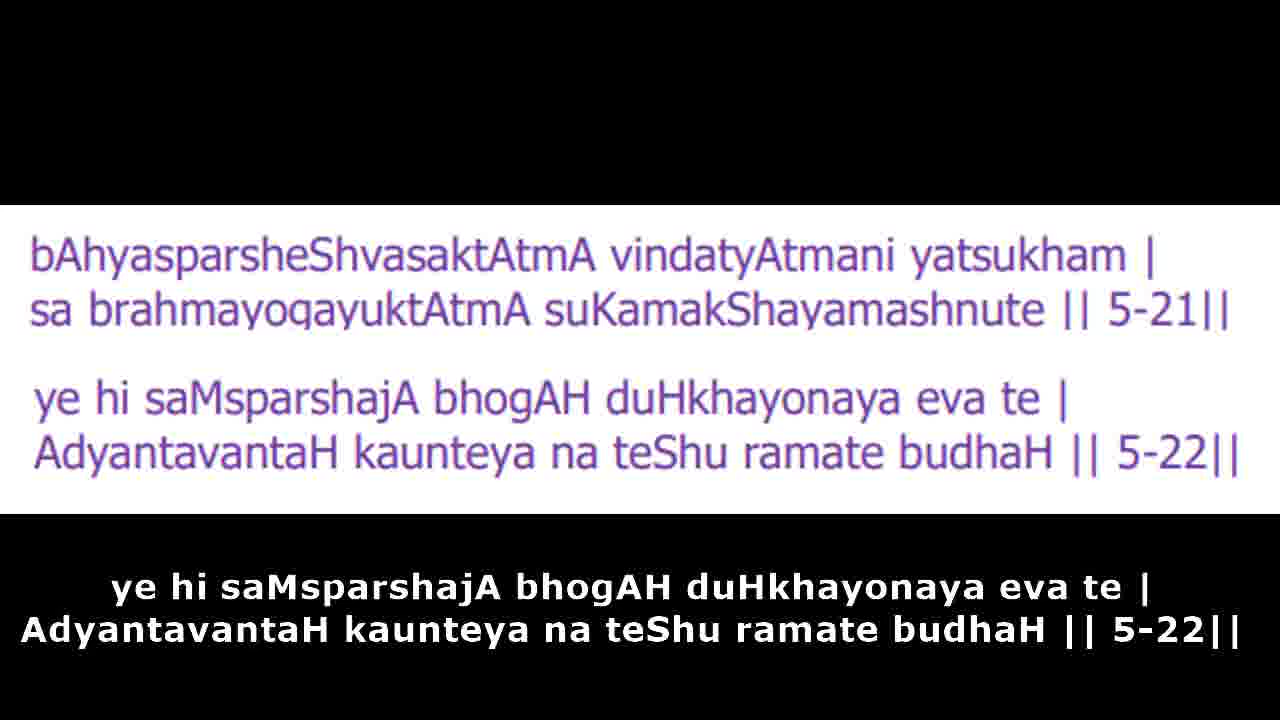 bAhyasparsheShvasaktAtmA vindatyAtmani yatsukham |
sa brahmayogayuktAtmA suKamakShayamashnute || 5-21||
ye hi saMsparshajA bhogAH duHkhayonaya eva te |
AdyantavantaH kaunteya na teShu ramate budhaH || 5-22||
ye hi saMsparshajA bhogAH duHkhayonaya eva te |
AdyantavantaH kaunteya na teShu ramate budhaH || 5-22||